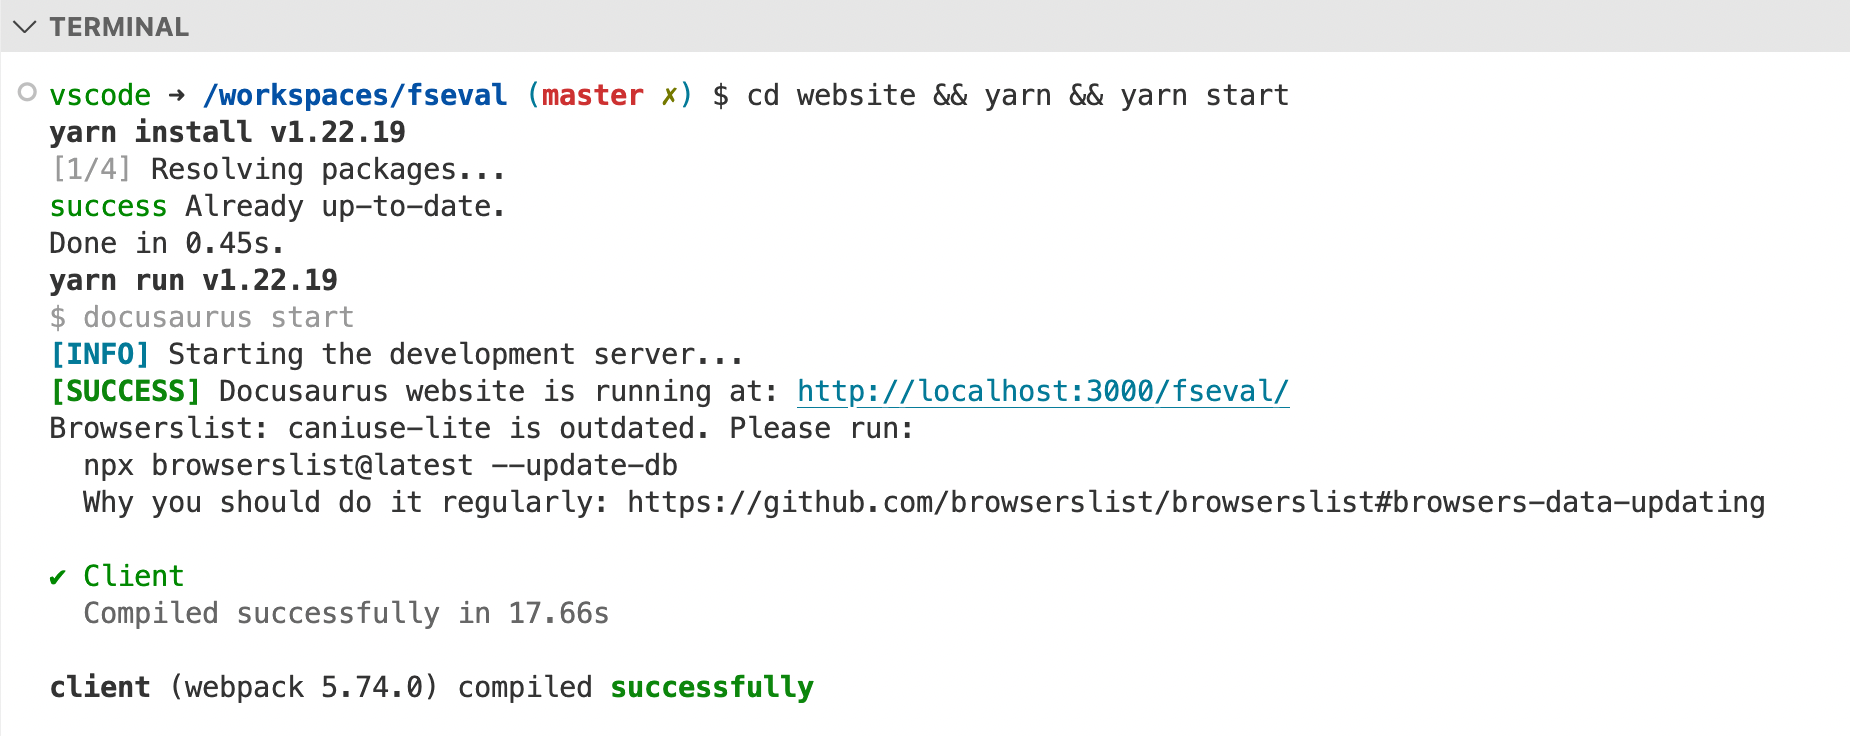 TERMINAL
vscode ➜ /workspaces/fseval (master ✗) $ cd website && yarn && yarn start
yarn install v1.22.19
[1/4] Resolving packages...
success Already up-to-date.
Done in 0.45s.
yarn run v1.22.19
$ docusaurus start
[INFO] Starting the development server...
[SUCCESS] Docusaurus website is running at: http://localhost:3000/fseval/
Browserslist: caniuse-lite is outdated. Please run:
  npx browserslist@latest --update-db
  Why you should do it regularly: https://github.com/browserslist/browserslist#browsers-data-updating
✔ Client
  Compiled successfully in 17.66s
client (webpack 5.74.0) compiled successfully